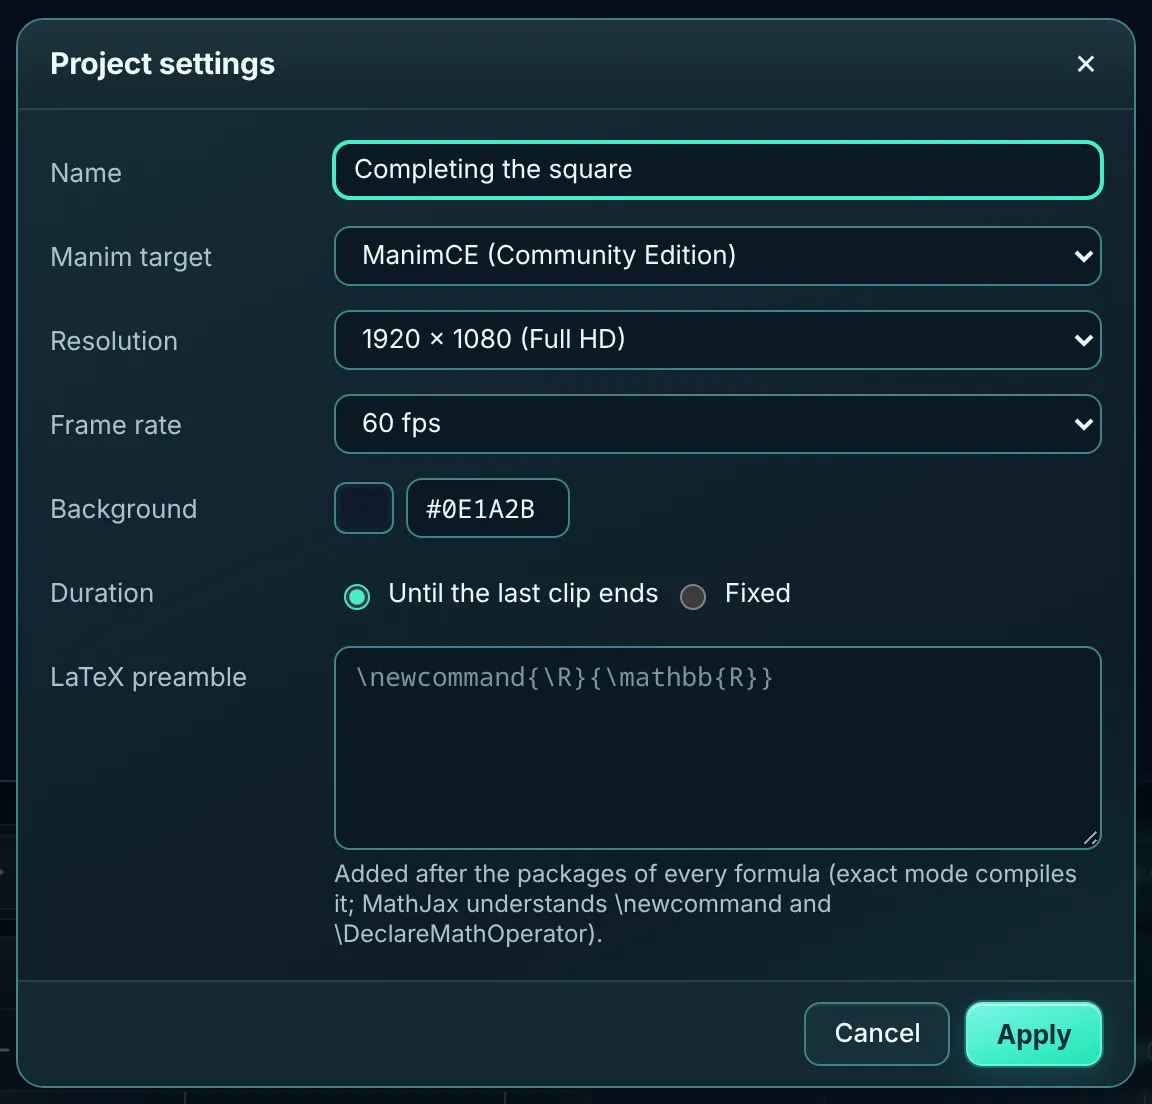 Project settings
Name
Completing the square
Manim target
ManimCE (Community Edition)
Resolution
1920 × 1080 (Full HD)
Frame rate
60 fps
Background
#0E1A2B
Duration
Until the last clip ends
Fixed
LaTeX preamble
\newcommand{\R}{\mathbb{R}}
Added after the packages of every formula (exact mode compiles
it; MathJax understands \newcommand and
\DeclareMathOperator).
Cancel
Apply